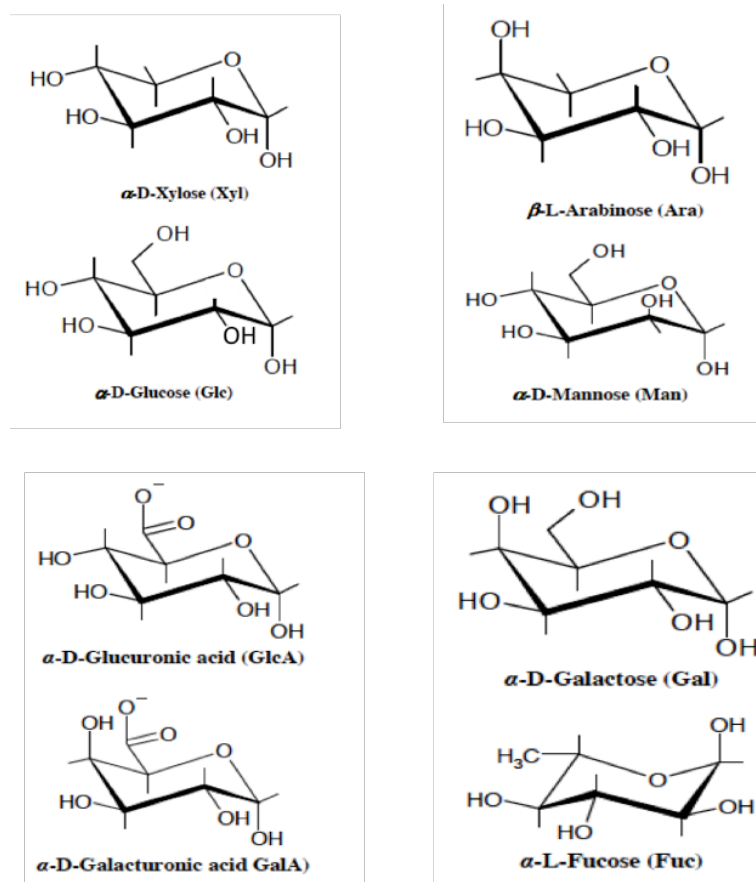 O
HO
HO
OH
OH
α-D-Xylose (Xyl)
OH
O
HO
HO
OH
OH
α-D-Glucose (Glc)
OH
O
HO
OH
OH
β-L-Arabinose (Ara)
OH
O
HO
OH
HO
OH
α-D-Mannose (Man)
O⁻
O
O
HO
HO
OH
OH
α-D-Glucuronic acid (GlcA)
O⁻
OH
O
O
HO
OH
OH
α-D-Galacturonic acid GalA)
OH
OH
O
HO
OH
OH
α-D-Galactose (Gal)
OH
H₃C
O
HO
OH
HO
α-L-Fucose (Fuc)